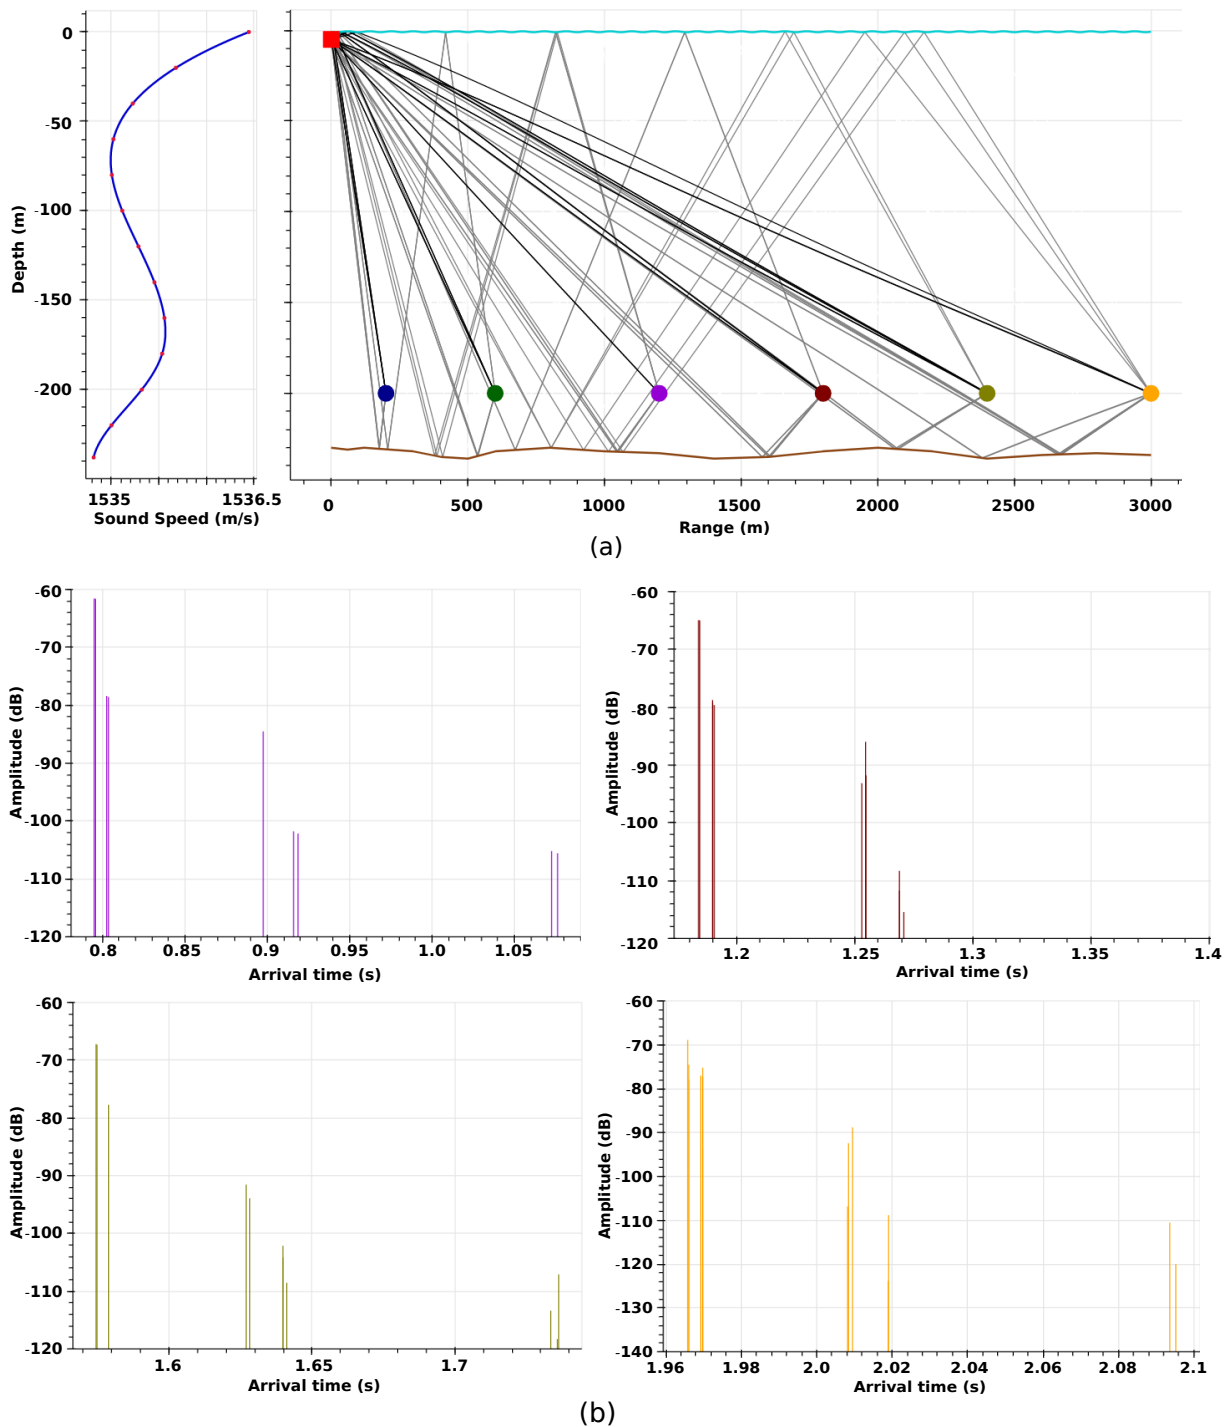 0
-50
-100
-150
-200
Depth (m)
1535 1536.5
Sound Speed (m/s)
0 500 1000 1500 2000 2500 3000
Range (m)
(a)
-60
-70
-80
-90
-100
-110
-120
Amplitude (dB)
0.8 0.85 0.9 0.95 1.0 1.05
Arrival time (s)
-60
-70
-80
-90
-100
-110
-120
Amplitude (dB)
1.2 1.25 1.3 1.35 1.4
Arrival time (s)
-60
-70
-80
-90
-100
-110
-120
Amplitude (dB)
1.6 1.65 1.7
Arrival time (s)
-60
-70
-80
-90
-100
-110
-120
-130
-140
Amplitude (dB)
1.96 1.98 2.0 2.02 2.04 2.06 2.08 2.1
Arrival time (s)
(b)